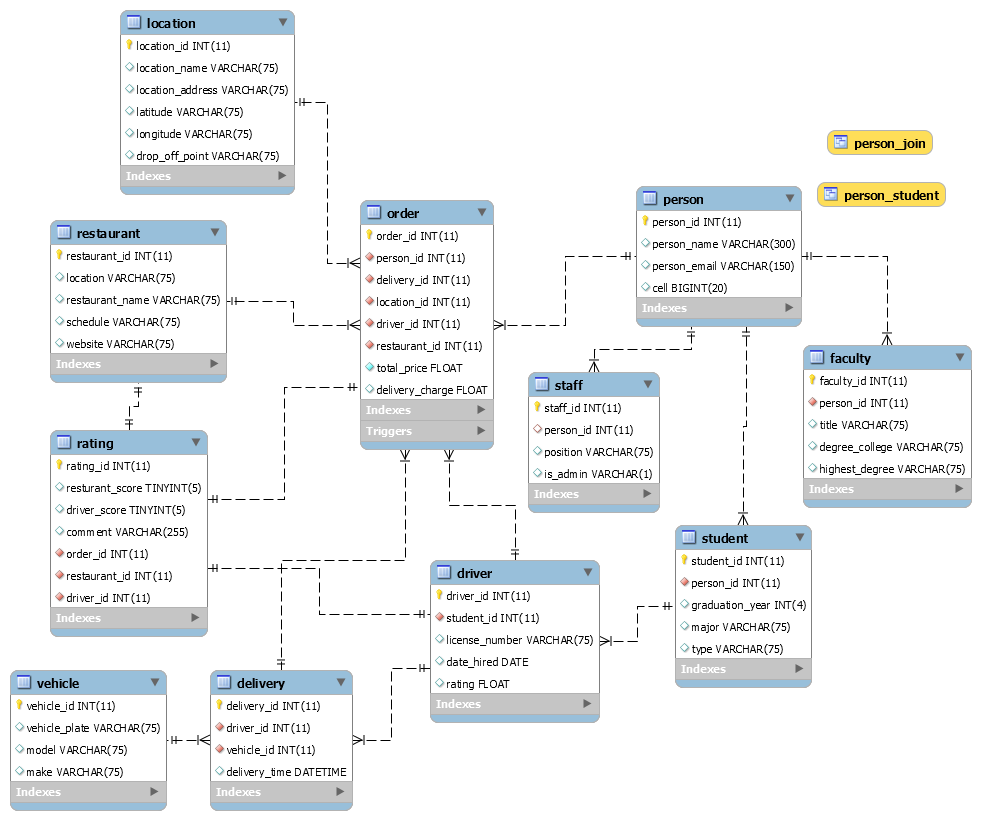 location
location_id INT(11)
location_name VARCHAR(75)
location_address VARCHAR(75)
latitude VARCHAR(75)
longitude VARCHAR(75)
drop_off_point VARCHAR(75)
Indexes
restaurant
restaurant_id INT(11)
location VARCHAR(75)
restaurant_name VARCHAR(75)
schedule VARCHAR(75)
website VARCHAR(75)
Indexes
order
order_id INT(11)
person_id INT(11)
delivery_id INT(11)
location_id INT(11)
driver_id INT(11)
restaurant_id INT(11)
total_price FLOAT
delivery_charge FLOAT
Indexes
Triggers
person
person_id INT(11)
person_name VARCHAR(300)
person_email VARCHAR(150)
cell BIGINT(20)
Indexes
person_join
person_student
faculty
faculty_id INT(11)
person_id INT(11)
title VARCHAR(75)
degree_college VARCHAR(75)
highest_degree VARCHAR(75)
Indexes
staff
staff_id INT(11)
person_id INT(11)
position VARCHAR(75)
is_admin VARCHAR(1)
Indexes
rating
rating_id INT(11)
resturant_score TINYINT(5)
driver_score TINYINT(5)
comment VARCHAR(255)
order_id INT(11)
restaurant_id INT(11)
driver_id INT(11)
Indexes
student
student_id INT(11)
person_id INT(11)
graduation_year INT(4)
major VARCHAR(75)
type VARCHAR(75)
Indexes
driver
driver_id INT(11)
student_id INT(11)
license_number VARCHAR(75)
date_hired DATE
rating FLOAT
Indexes
vehicle
vehicle_id INT(11)
vehicle_plate VARCHAR(75)
model VARCHAR(75)
make VARCHAR(75)
Indexes
delivery
delivery_id INT(11)
driver_id INT(11)
vehicle_id INT(11)
delivery_time DATETIME
Indexes